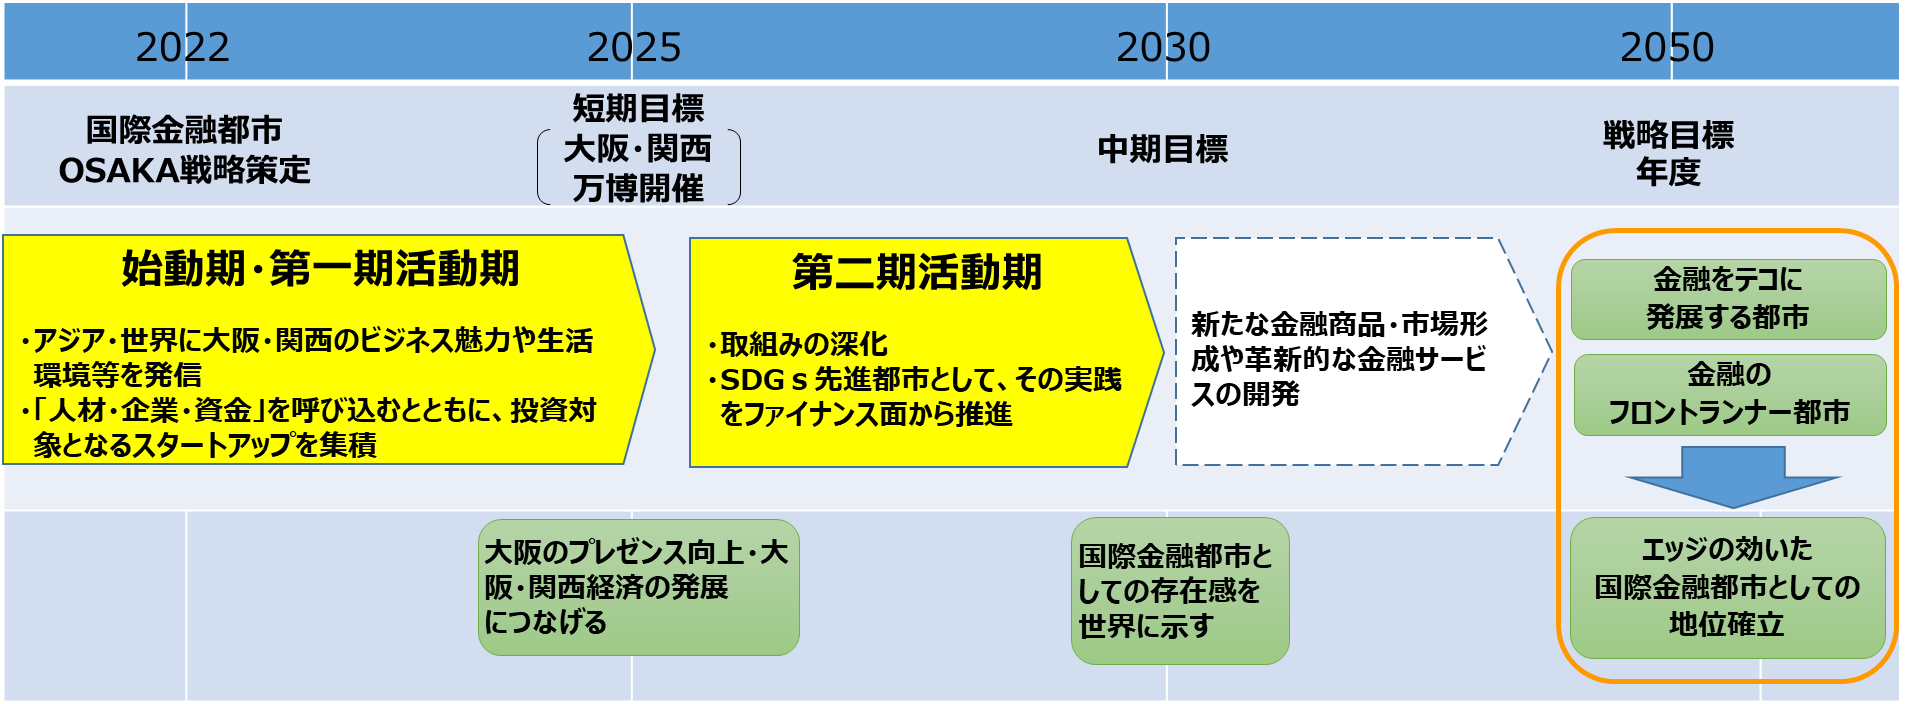 2022
2025
2030
2050
国際金融都市
OSAKA戦略策定
短期目標
大阪・関西
万博開催
中期目標
戦略目標
年度
始動期・第一期活動期
・アジア・世界に大阪・関西のビジネス魅力や生活
環境等を発信
・「人材・企業・資金」を呼び込むとともに、投資対
象となるスタートアップを集積
第二期活動期
・取組みの深化
・SDGｓ先進都市として、その実践
をファイナンス面から推進
新たな金融商品・市場形
成や革新的な金融サービ
スの開発
金融をテコに
発展する都市
金融の
フロントランナー都市
大阪のプレゼンス向上・大
阪・関西経済の発展
につなげる
国際金融都市と
しての存在感を
世界に示す
エッジの効いた
国際金融都市としての
地位確立